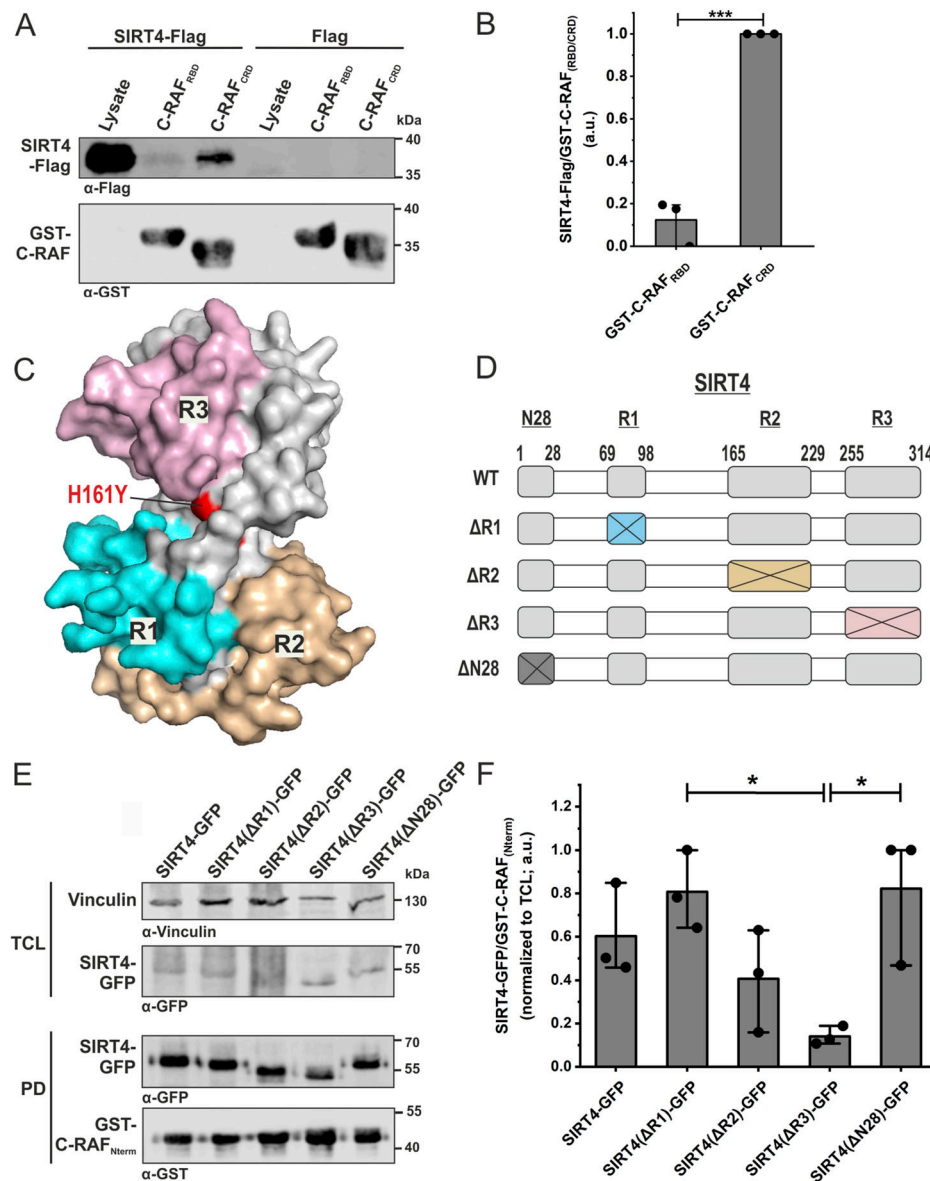 A
SIRT4-Flag Flag
Lysate C-RAF_RBD C-RAF_CRD Lysate C-RAF_RBD C-RAF_CRD
kDa
SIRT4
-Flag
40
35
α-Flag
GST-
C-RAF
40
35
α-GST
B
***
SIRT4-Flag/GST-C-RAF(RBD/CRD)
(a.u.)
1.0
0.8
0.6
0.4
0.2
0.0
GST-C-RAF_RBD
GST-C-RAF_CRD
C
R3
H161Y
R1
R2
D
SIRT4
N28 R1 R2 R3
1 28 69 98 165 229 255 314
WT
ΔR1
ΔR2
ΔR3
ΔN28
E
SIRT4-GFP SIRT4(ΔR1)-GFP SIRT4(ΔR2)-GFP SIRT4(ΔR3)-GFP SIRT4(ΔN28)-GFP
kDa
TCL
Vinculin
130
α-Vinculin
SIRT4-
GFP
70
55
α-GFP
PD
SIRT4-
GFP
70
55
α-GFP
GST-
C-RAF_Nterm
55
40
α-GST
F
* *
SIRT4-GFP/GST-C-RAF(Nterm)
(normalized to TCL; a.u.)
1.2
1.0
0.8
0.6
0.4
0.2
0.0
SIRT4-GFP
SIRT4(ΔR1)-GFP
SIRT4(ΔR2)-GFP
SIRT4(ΔR3)-GFP
SIRT4(ΔN28)-GFP